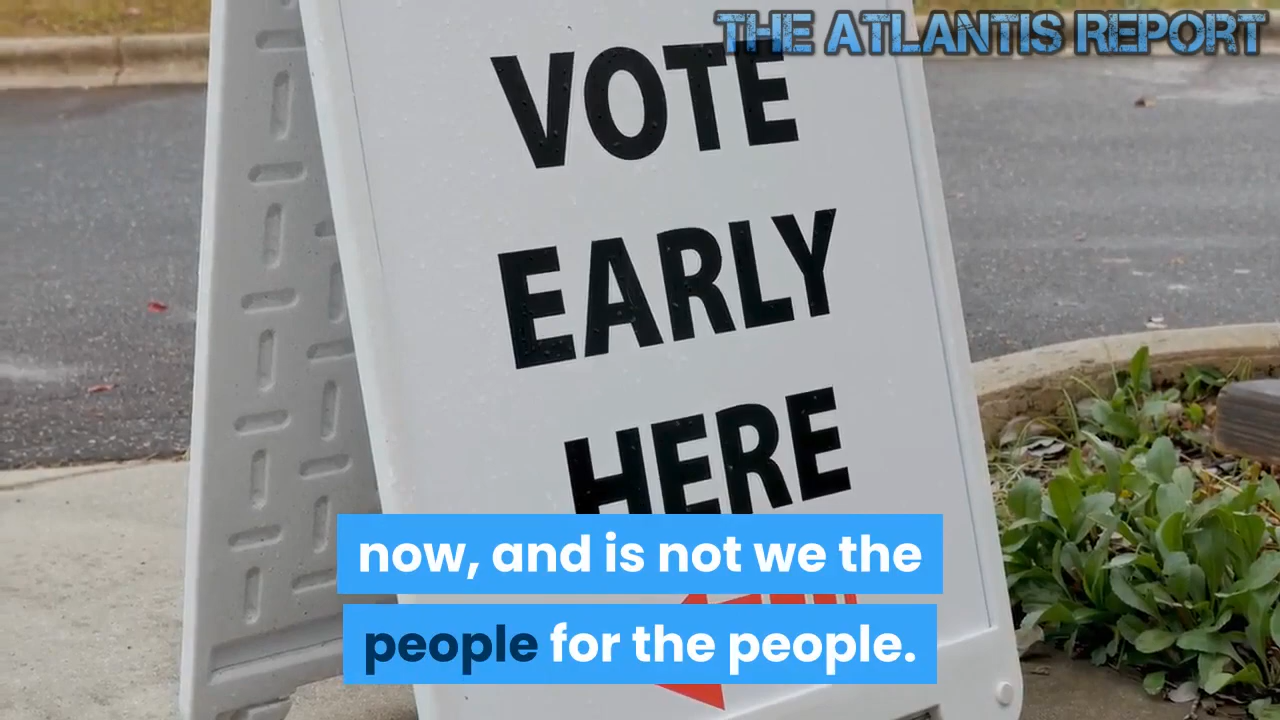 THE ATLANTIS REPORT
VOTE
EARLY
HERE
now, and is not we the
people for the people.